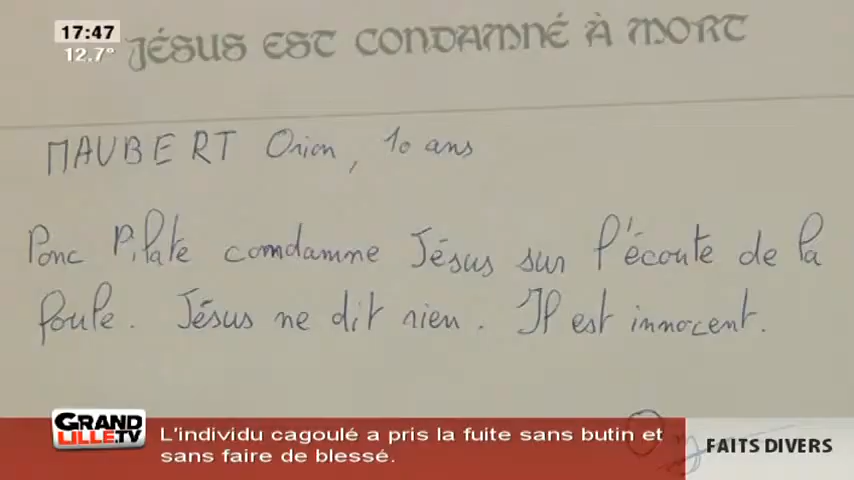 17:47
12.7°
JÉSUS EST CONDAMNÉ À MORT
MAUBERT Orion, 10 ans
Ponc Pilate comdamne Jésus sur l'écoute de la
foule. Jésus ne dit rien. Il est innocent.
GRAND
LILLE.TV
L'individu cagoulé a pris la fuite sans butin et
sans faire de blessé.
FAITS DIVERS